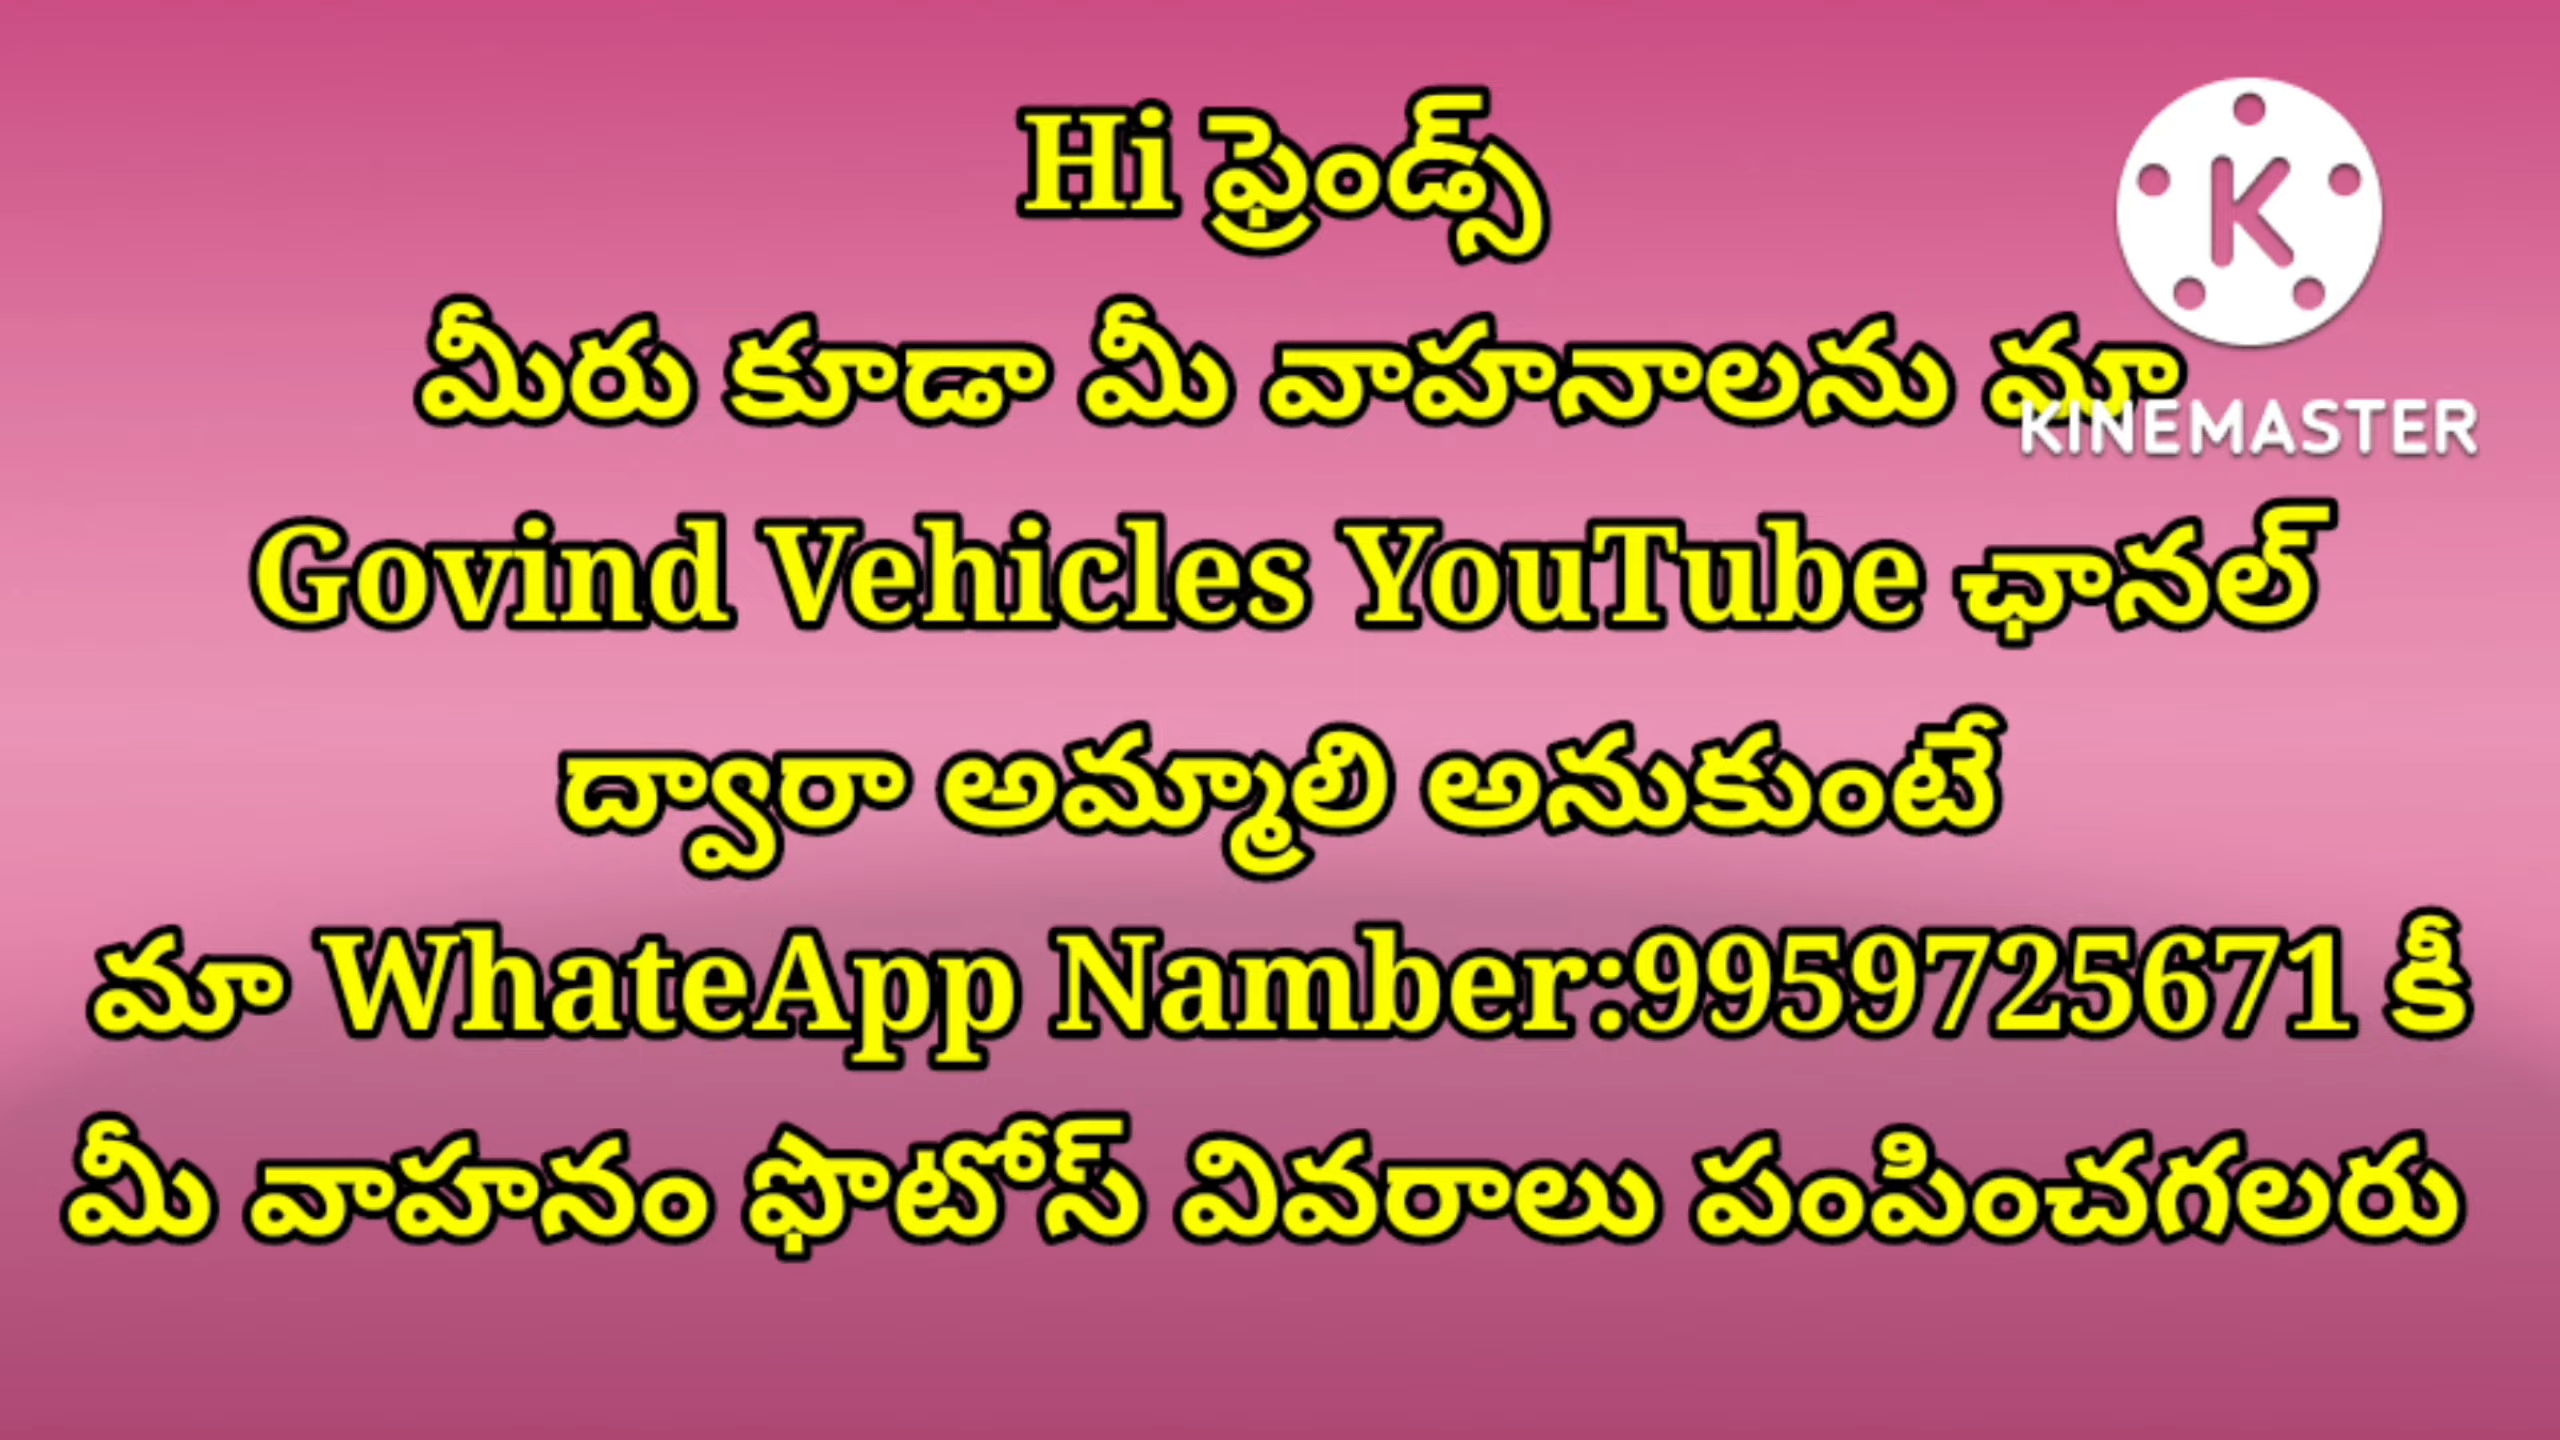 Hi ఫ్రెండ్స్
మీరు కూడా మీ వాహనాలను మా
KINEMASTER
Govind Vehicles YouTube ఛానల్
ద్వారా అమ్మాలి అనుకుంటే
మా WhateApp Namber:9959725671 కీ
మీ వాహనం ఫొటోస్ వివరాలు పంపించగలరు